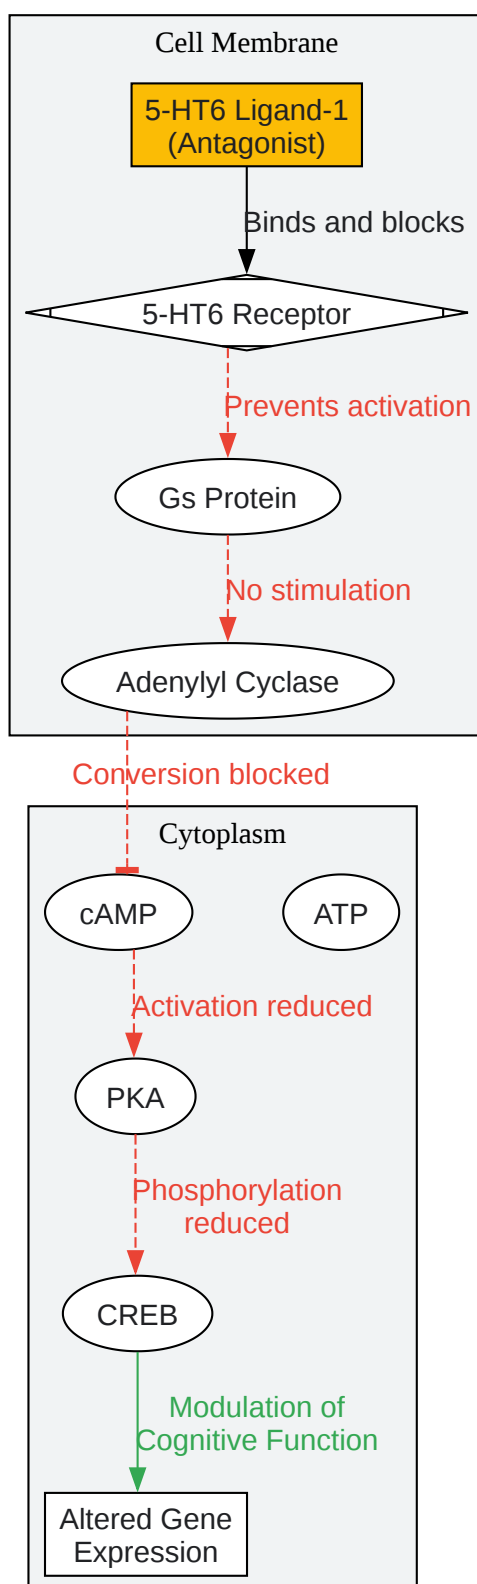 Cell Membrane
5-HT6 Ligand-1
(Antagonist)
Binds and blocks
5-HT6 Receptor
Prevents activation
Gs Protein
No stimulation
Adenylyl Cyclase
Conversion blocked
Cytoplasm
cAMP
ATP
Activation reduced
PKA
Phosphorylation
reduced
CREB
Modulation of
Cognitive Function
Altered Gene
Expression